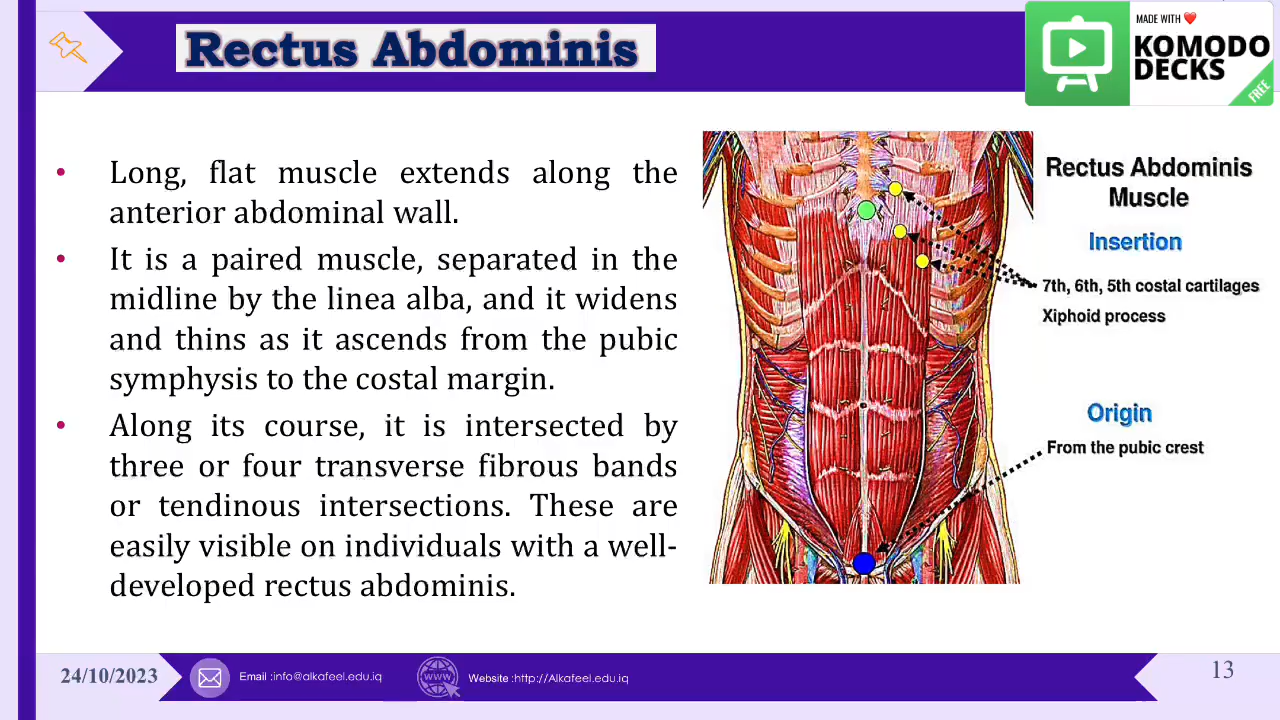 Rectus Abdominis
MADE WITH ❤️
KOMODO
DECKS
FREE
• Long, flat muscle extends along the
anterior abdominal wall.
• It is a paired muscle, separated in the
midline by the linea alba, and it widens
and thins as it ascends from the pubic
symphysis to the costal margin.
• Along its course, it is intersected by
three or four transverse fibrous bands
or tendinous intersections. These are
easily visible on individuals with a well-
developed rectus abdominis.
Rectus Abdominis
Muscle
Insertion
7th, 6th, 5th costal cartilages
Xiphoid process
Origin
From the pubic crest
24/10/2023
Email :info@alkafeel.edu.iq
www
Website :http://Alkafeel.edu.iq
13